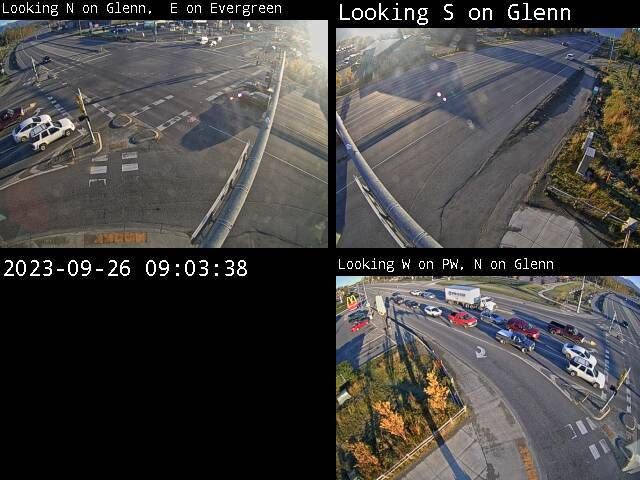 Looking N on Glenn,  E on Evergreen
Looking S on Glenn
2023-09-26 09:03:38
Looking W on PW, N on Glenn